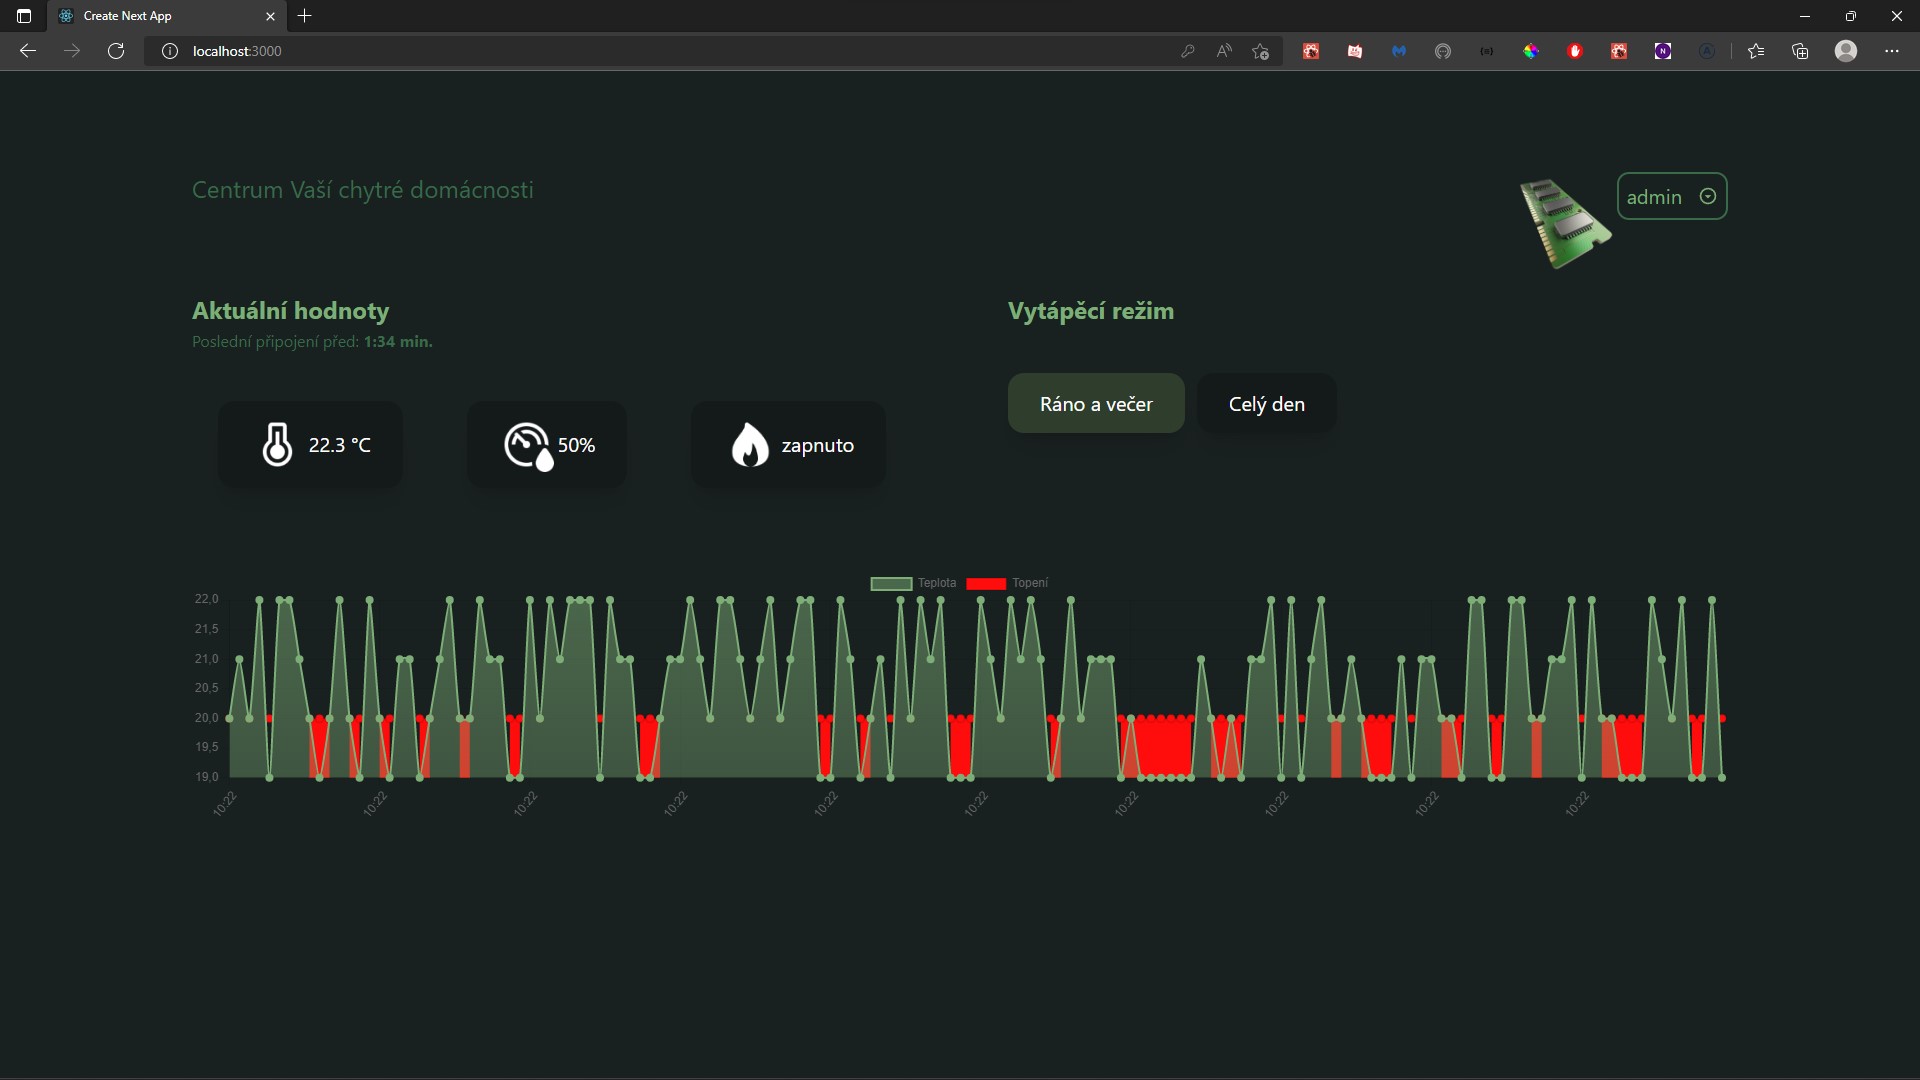 Create Next App
localhost:3000
Centrum Vaší chytré domácnosti
admin
Aktuální hodnoty
Poslední připojení před: 1:34 min.
22.3 °C
50%
zapnuto
Vytápěcí režim
Ráno a večer
Celý den
Teplota
Topení
22,0
21,5
21,0
20,5
20,0
19,5
19,0
10:22
10:22
10:22
10:22
10:22
10:22
10:22
10:22
10:22
10:22